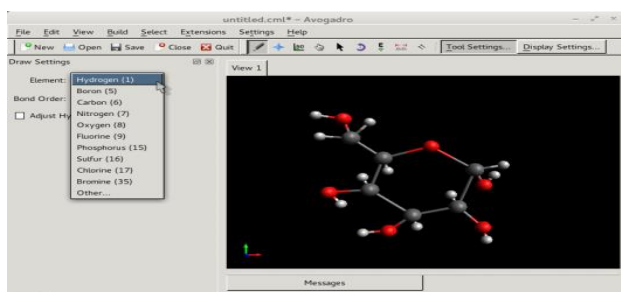 untitled.cml* - Avogadro
File Edit View Build Select Extensions Settings Help
New Open Save Close Quit Tool Settings... Display Settings...
Draw Settings
View 1
Element: Hydrogen (1)
Boron (5)
Bond Order:
Carbon (6)
Nitrogen (7)
Adjust Hy
Oxygen (8)
Fluorine (9)
Phosphorus (15)
Sulfur (16)
Chlorine (17)
Bromine (35)
Other...
Messages